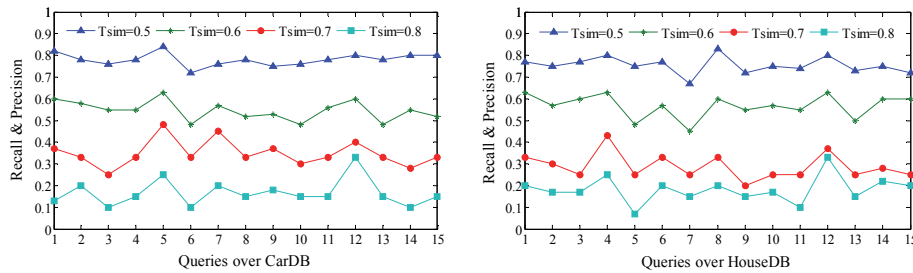 Recall & Precision
1
0.9
0.8
0.7
0.6
0.5
0.4
0.3
0.2
0.1
0
Tsim=0.5 Tsim=0.6 Tsim=0.7 Tsim=0.8
1 2 3 4 5 6 7 8 9 10 11 12 13 14 15
Queries over CarDB
Recall & Precision
1
0.9
0.8
0.7
0.6
0.5
0.4
0.3
0.2
0.1
0
Tsim=0.5 Tsim=0.6 Tsim=0.7 Tsim=0.8
1 2 3 4 5 6 7 8 9 10 11 12 13 14 15
Queries over HouseDB